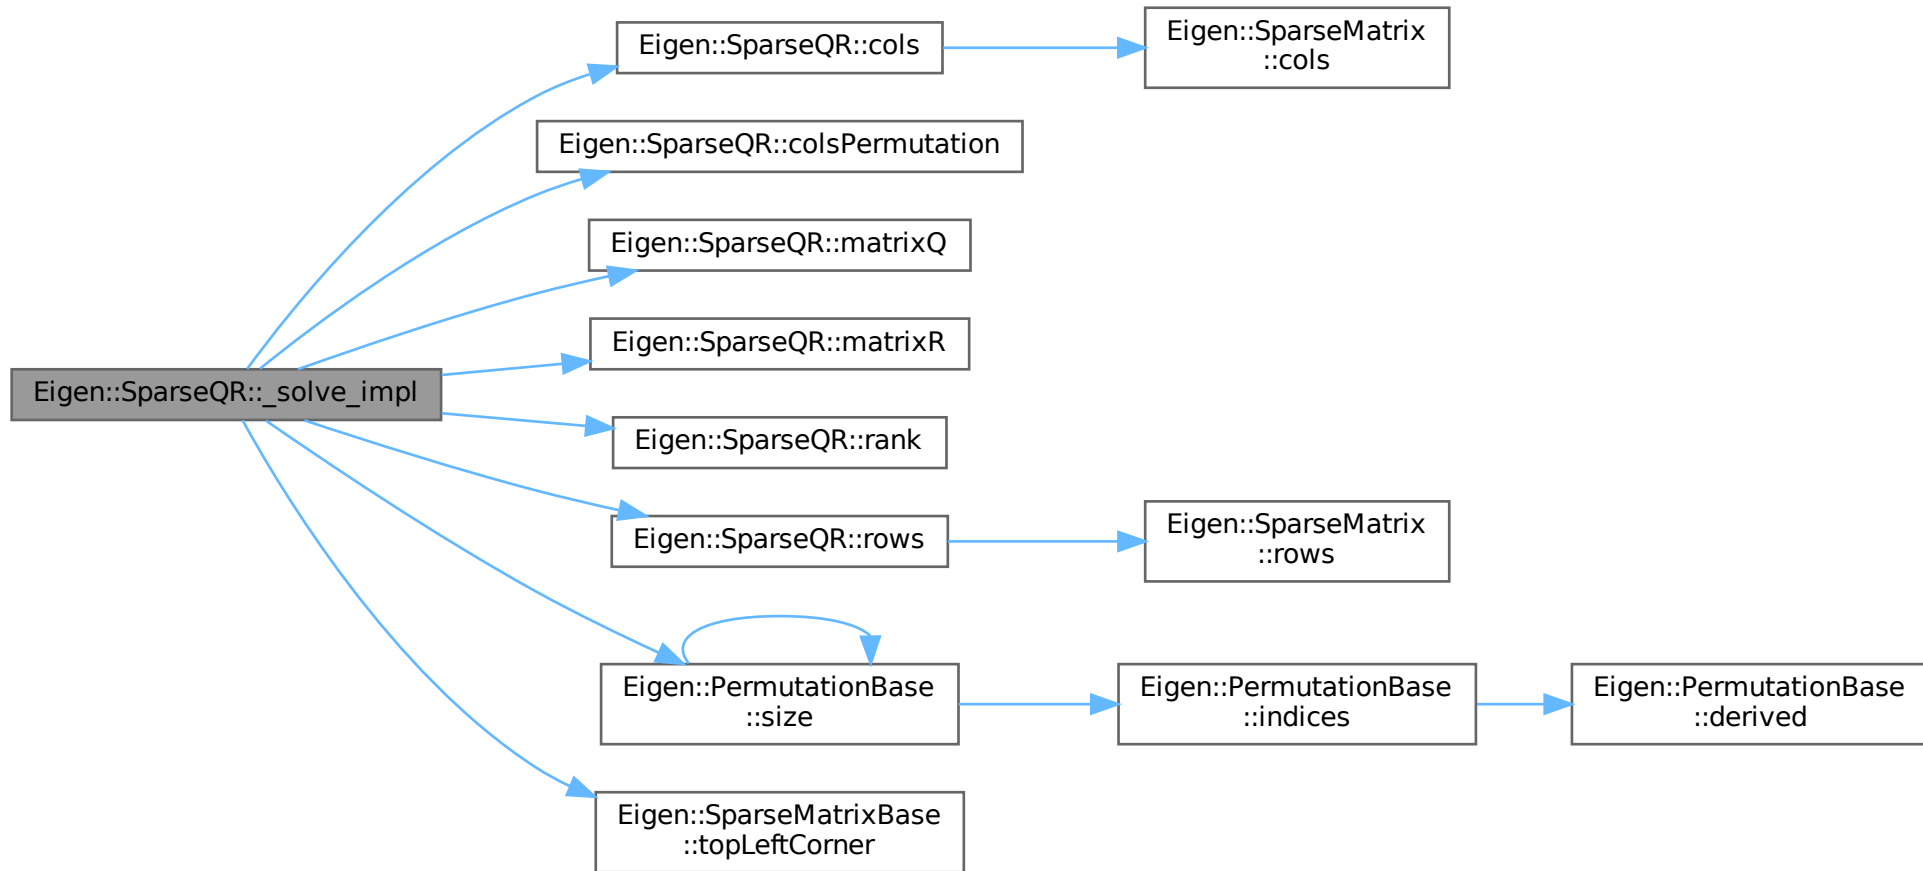 Eigen::SparseQR::_solve_impl
Eigen::SparseQR::cols
Eigen::SparseMatrix
::cols
Eigen::SparseQR::colsPermutation
Eigen::SparseQR::matrixQ
Eigen::SparseQR::matrixR
Eigen::SparseQR::rank
Eigen::SparseQR::rows
Eigen::SparseMatrix
::rows
Eigen::PermutationBase
::size
Eigen::PermutationBase
::indices
Eigen::PermutationBase
::derived
Eigen::SparseMatrixBase
::topLeftCorner